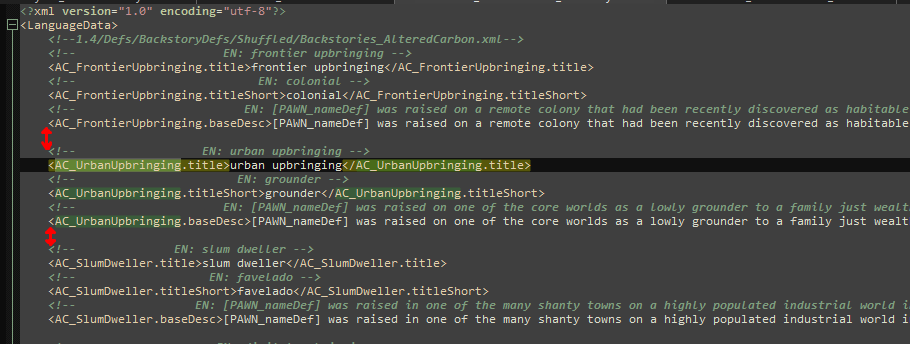 <?xml version="1.0" encoding="utf-8"?>
<LanguageData>
<!--1.4/Defs/BackstoryDefs/Shuffled/Backstories_AlteredCarbon.xml-->
<!-- EN: frontier upbringing -->
<AC_FrontierUpbringing.title>frontier upbringing</AC_FrontierUpbringing.title>
<!-- EN: colonial -->
<AC_FrontierUpbringing.titleShort>colonial</AC_FrontierUpbringing.titleShort>
<!-- EN: [PAWN_nameDef] was raised on a remote colony that had been recently discovered as habitable
<AC_FrontierUpbringing.baseDesc>[PAWN_nameDef] was raised on a remote colony that had been recently discovered as habitable
<!-- EN: urban upbringing -->
<AC_UrbanUpbringing.title>urban upbringing</AC_UrbanUpbringing.title>
<!-- EN: grounder -->
<AC_UrbanUpbringing.titleShort>grounder</AC_UrbanUpbringing.titleShort>
<!-- EN: [PAWN_nameDef] was raised on one of the core worlds as a lowly grounder to a family just wealt
<AC_UrbanUpbringing.baseDesc>[PAWN_nameDef] was raised on one of the core worlds as a lowly grounder to a family just wealt
<!-- EN: slum dweller -->
<AC_SlumDweller.title>slum dweller</AC_SlumDweller.title>
<!-- EN: favelado -->
<AC_SlumDweller.titleShort>favelado</AC_SlumDweller.titleShort>
<!-- EN: [PAWN_nameDef] was raised in one of the many shanty towns on a highly populated industrial world i
<AC_SlumDweller.baseDesc>[PAWN_nameDef] was raised in one of the many shanty towns on a highly populated industrial world i